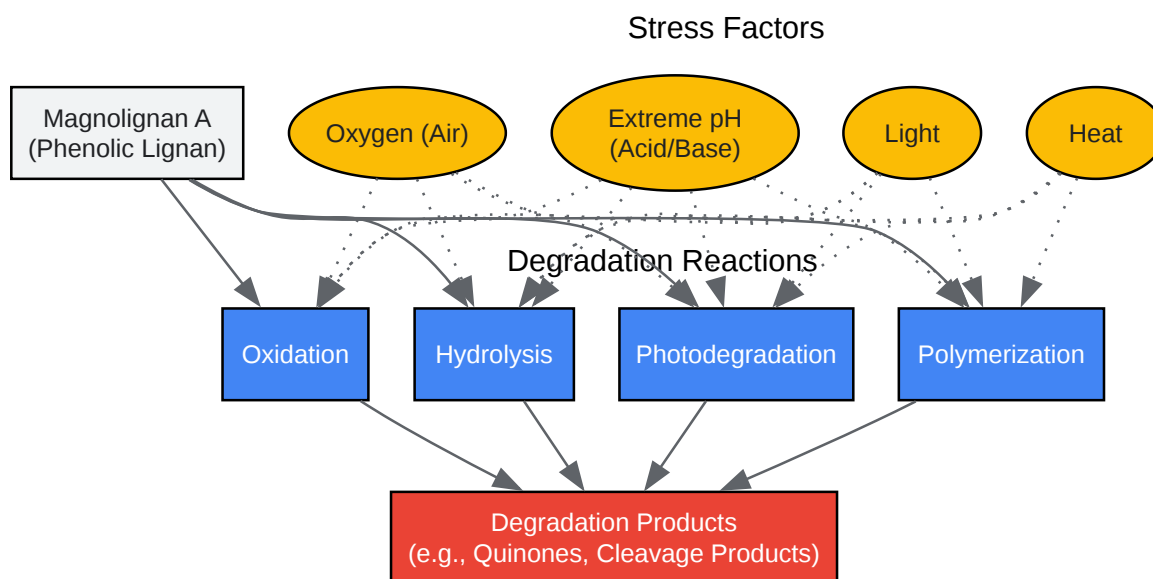 Stress Factors
Magnolignan A
(Phenolic Lignan)
Oxygen (Air)
Extreme pH
(Acid/Base)
Light
Heat
Degradation Reactions
Oxidation
Hydrolysis
Photodegradation
Polymerization
Degradation Products
(e.g., Quinones, Cleavage Products)